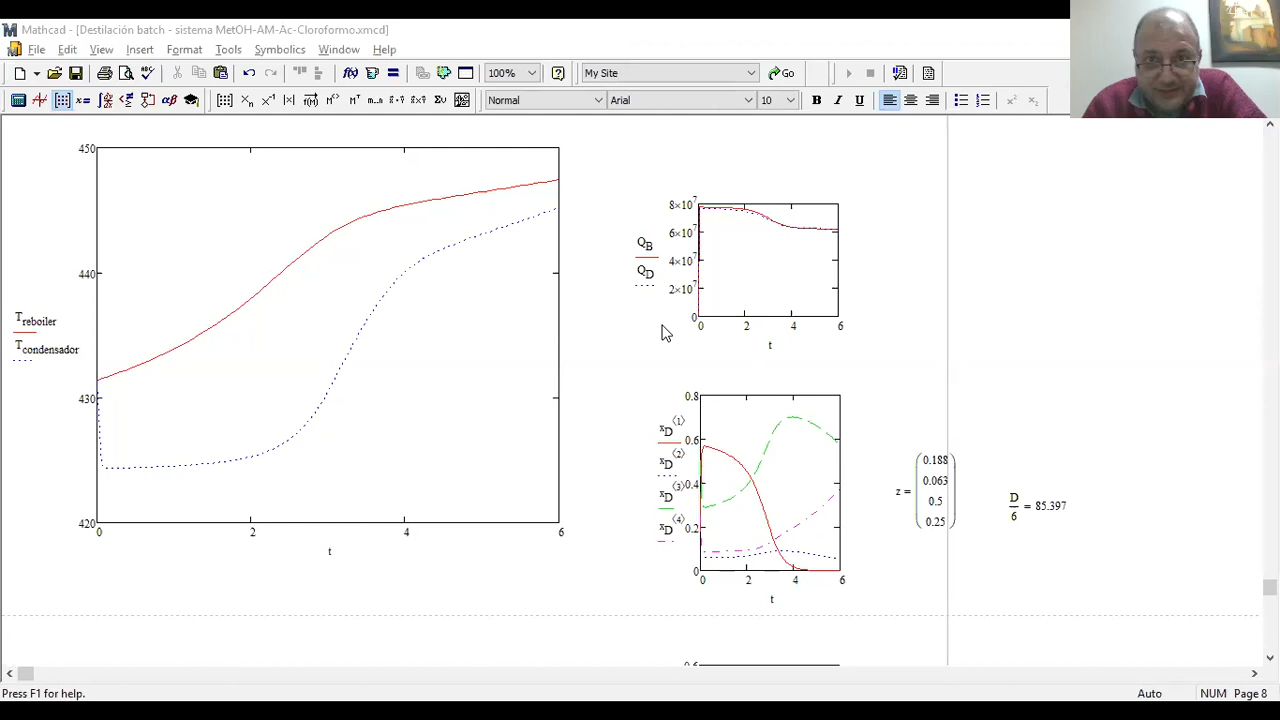 Mathcad - [Destilación batch - sistema MetOH-AM-Ac-Cloroformo.xmcd]
File Edit View Insert Format Tools Symbolics Window Help
100% My Site Go
Normal Arial 10 B I U
450
440
430
420
0 2 4 6
t
Treboiler
Tcondensador
QB
QD
8×10^7
6×10^7
4×10^7
2×10^7
0
0 2 4 6
t
xD^⟨1⟩
xD^⟨2⟩
xD^⟨3⟩
xD^⟨4⟩
0.8
0.6
0.4
0.2
0
0 2 4 6
t
z =
0.188
0.063
0.5
0.25
D/6 = 85.397
0.6
Press F1 for help.
Auto NUM Page 8